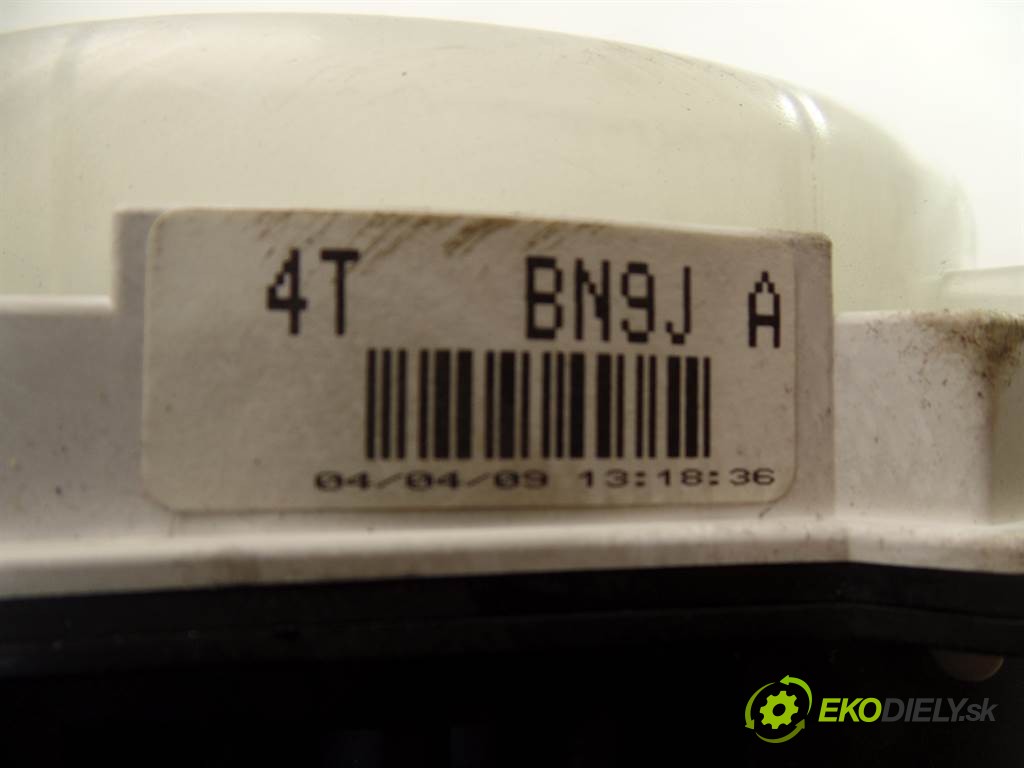 4T BN9J A
04/04/09 13:18:36
EKODIELY.sk